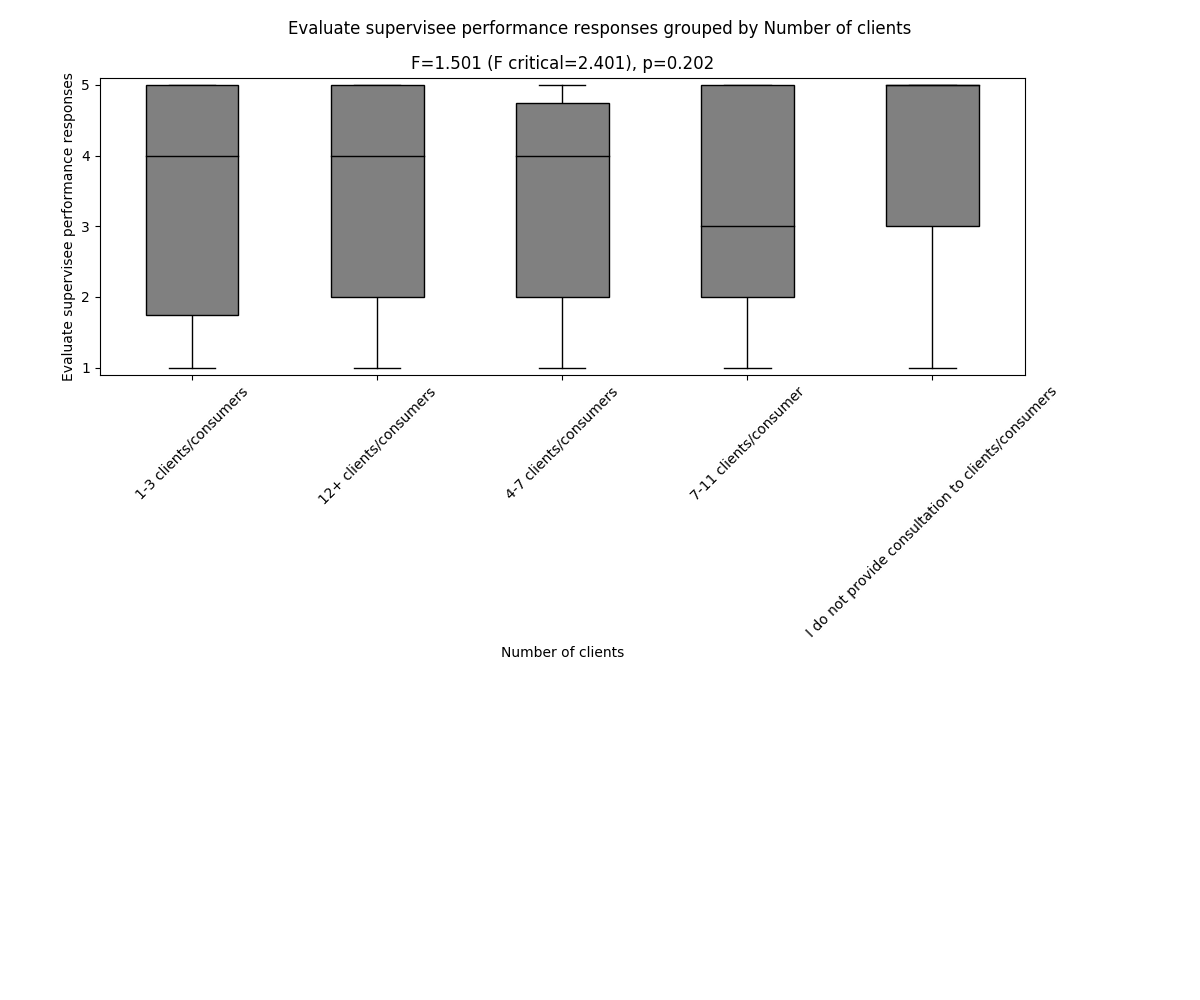 Evaluate supervisee performance responses grouped by Number of clients
F=1.501 (F critical=2.401), p=0.202
Evaluate supervisee performance responses
5
4
3
2
1
1-3 clients/consumers
12+ clients/consumers
4-7 clients/consumers
7-11 clients/consumer
I do not provide consultation to clients/consumers
Number of clients